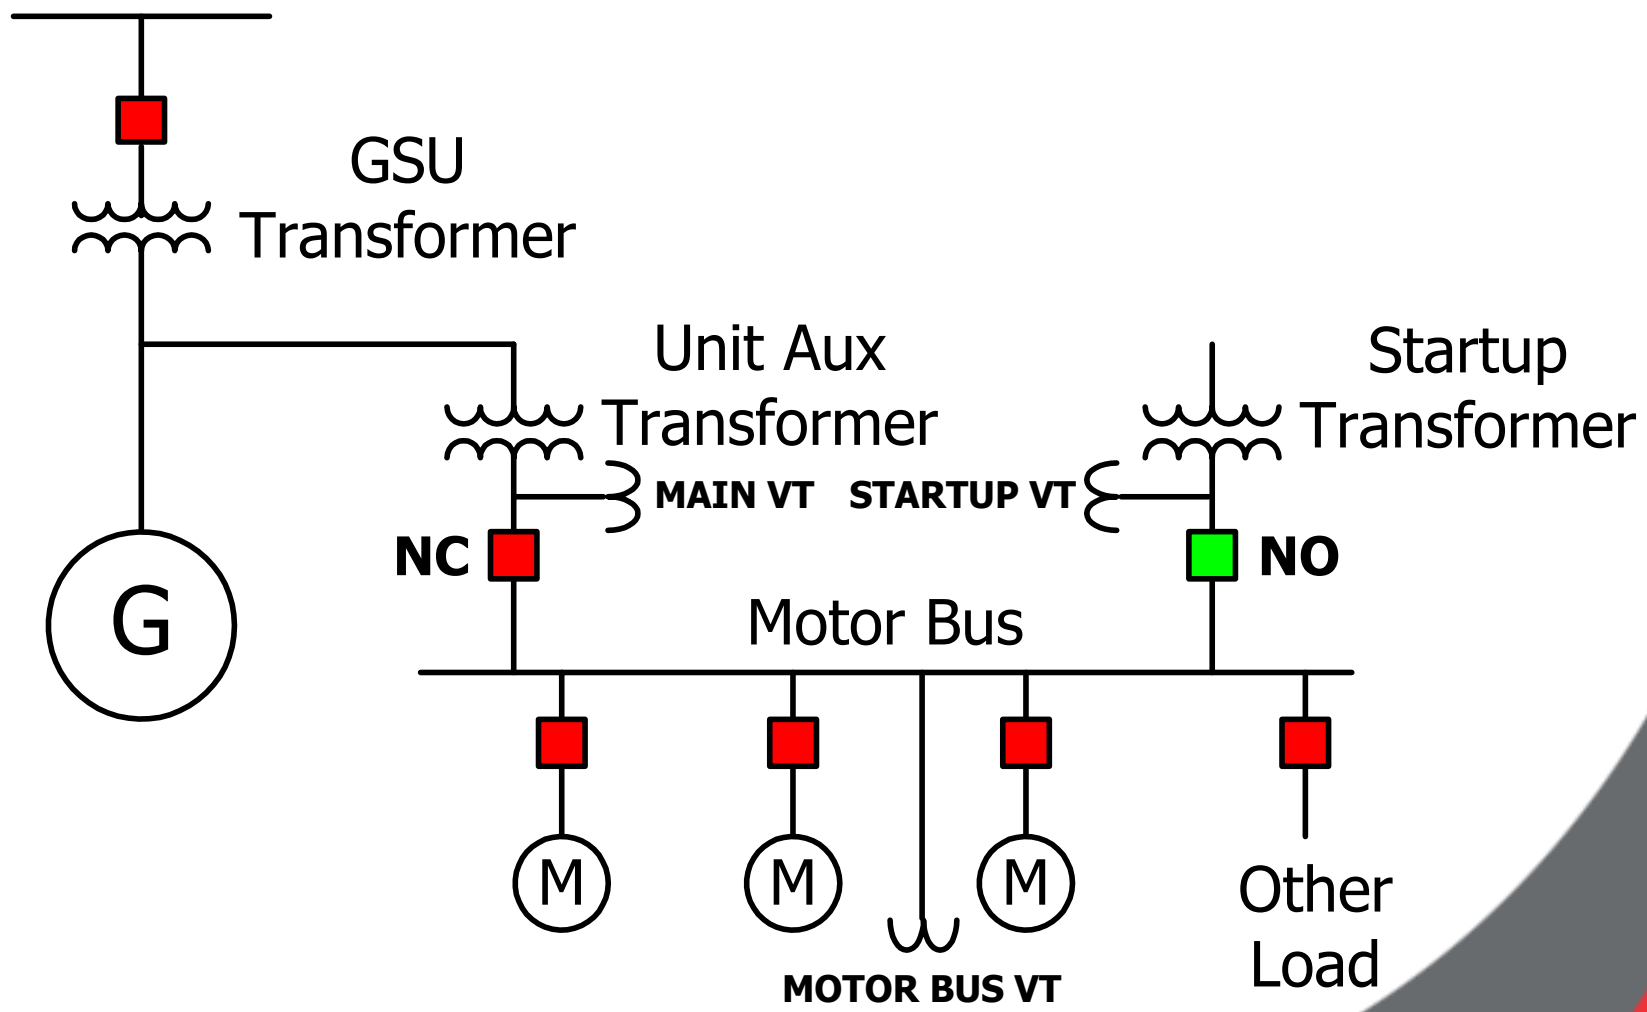 GSU
Transformer
Unit Aux
Transformer
Startup
Transformer
MAIN VT
STARTUP VT
NC
NO
G
Motor Bus
M
M
M
Other
Load
MOTOR BUS VT